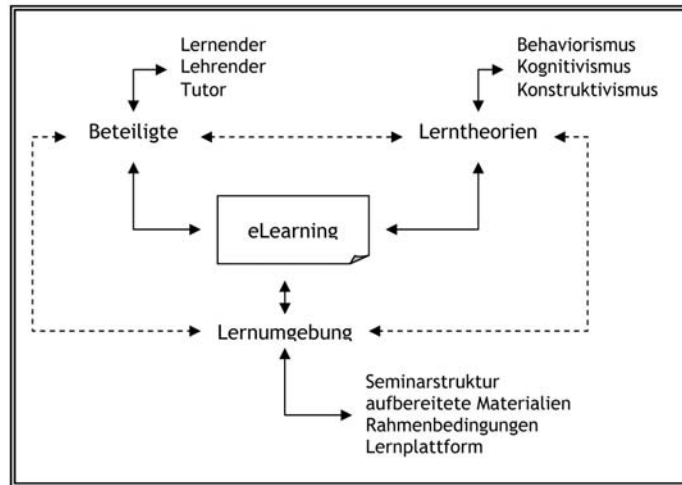 Lernender
Lehrender
Tutor
Behaviorismus
Kognitivismus
Konstruktivismus
Beteiligte
Lerntheorien
eLearning
Lernumgebung
Seminarstruktur
aufbereitete Materialien
Rahmenbedingungen
Lernplattform